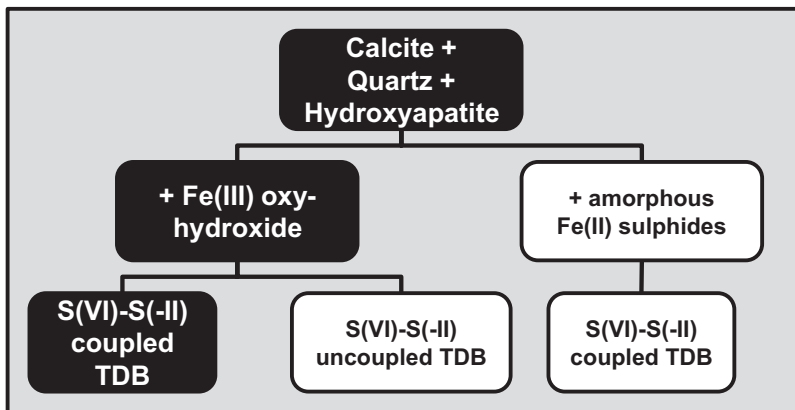 Calcite +
Quartz +
Hydroxyapatite
+ Fe(III) oxy-
hydroxide
+ amorphous
Fe(II) sulphides
S(VI)-S(-II)
coupled
TDB
S(VI)-S(-II)
uncoupled TDB
S(VI)-S(-II)
coupled TDB